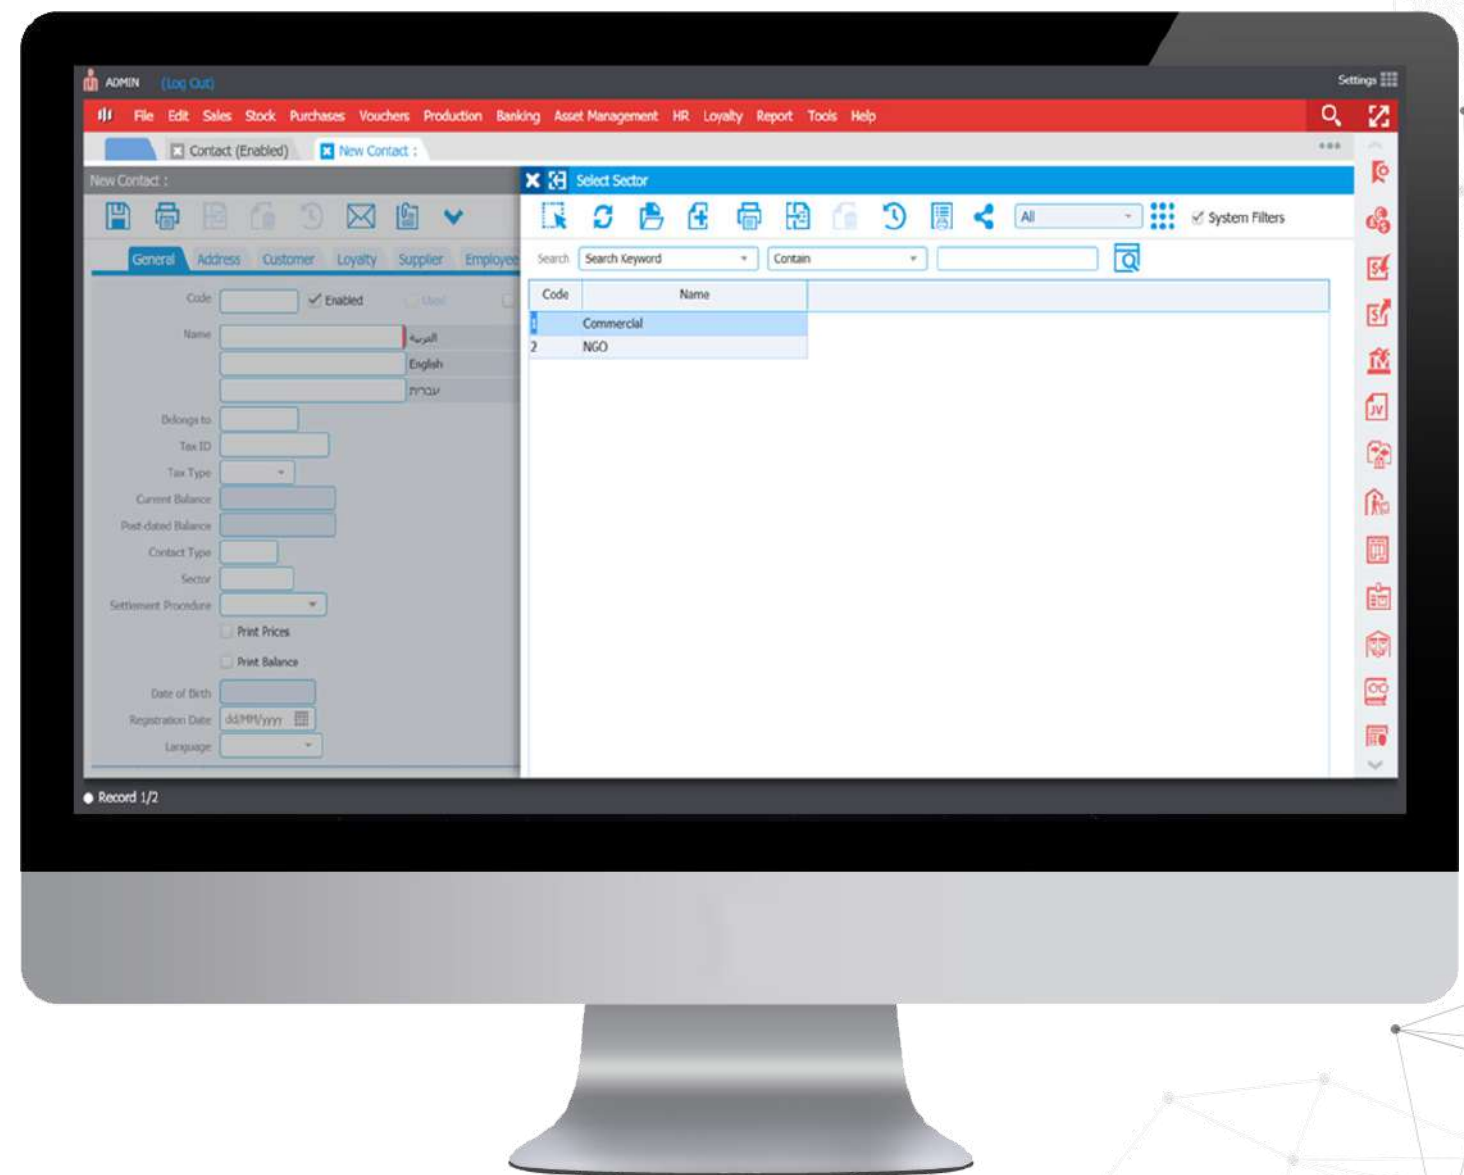 ADMIN (Log Out) Settings
File Edit Sales Stock Purchases Vouchers Production Banking Asset Management HR Loyalty Report Tools Help
Contact (Enabled) New Contact :
New Contact :
General Address Customer Loyalty Supplier Employee
Code Enabled
Name العربية
English
עברית
Belongs to
Tax ID
Tax Type
Current Balance
Post-dated Balance
Contact Type
Sector
Settlement Procedure
Print Prices
Print Balance
Date of Birth
Registration Date dd/MM/yyyy
Language
Select Sector
All System Filters
Search Search Keyword Contain
Code Name
1 Commercial
2 NGO
JV
Record 1/2